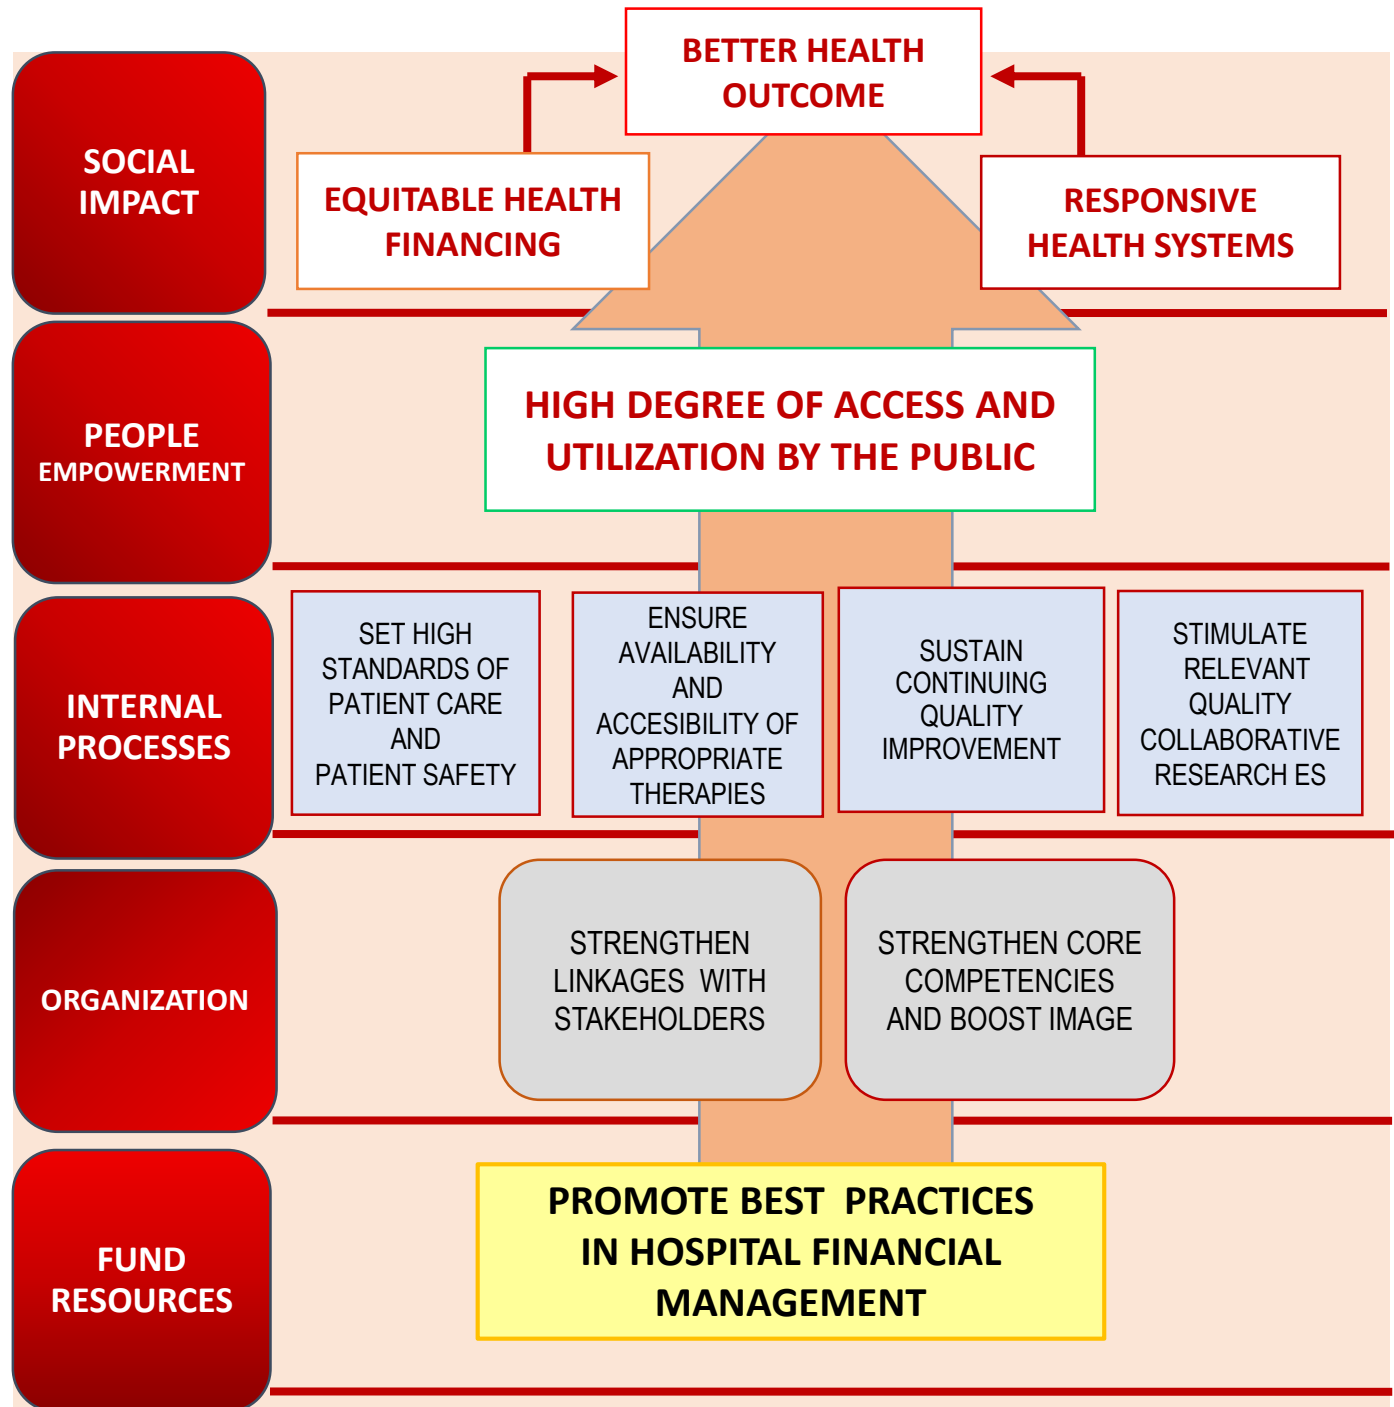 BETTER HEALTH
OUTCOME
SOCIAL
IMPACT
EQUITABLE HEALTH
FINANCING
RESPONSIVE
HEALTH SYSTEMS
PEOPLE
EMPOWERMENT
HIGH DEGREE OF ACCESS AND
UTILIZATION BY THE PUBLIC
INTERNAL
PROCESSES
SET HIGH
STANDARDS OF
PATIENT CARE
AND
PATIENT SAFETY
ENSURE
AVAILABILITY
AND
ACCESIBILITY OF
APPROPRIATE
THERAPIES
SUSTAIN
CONTINUING
QUALITY
IMPROVEMENT
STIMULATE
RELEVANT
QUALITY
COLLABORATIVE
RESEARCH ES
ORGANIZATION
STRENGTHEN
LINKAGES WITH
STAKEHOLDERS
STRENGTHEN CORE
COMPETENCIES
AND BOOST IMAGE
FUND
RESOURCES
PROMOTE BEST PRACTICES
IN HOSPITAL FINANCIAL
MANAGEMENT